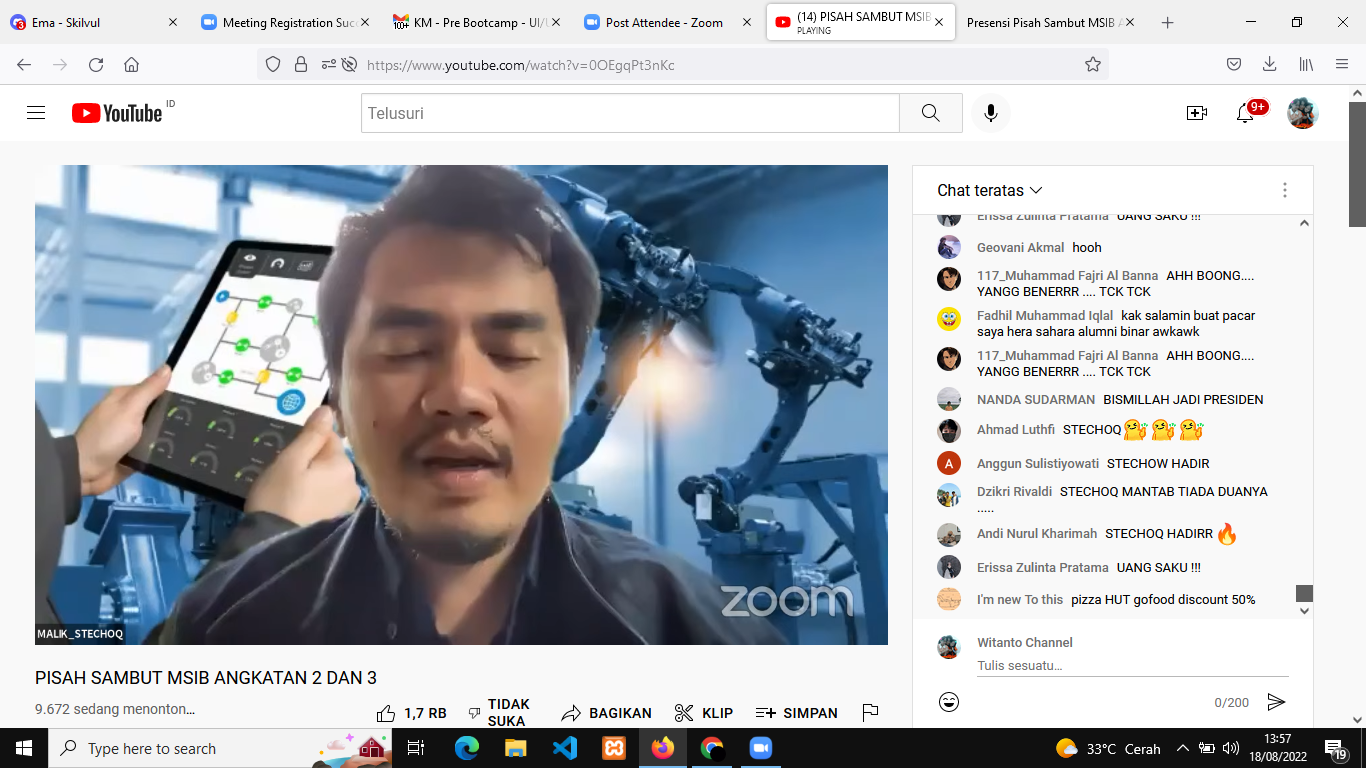 Ema - Skilvul
Meeting Registration Suc
KM - Pre Bootcamp - UI/U
Post Attendee - Zoom
(14) PISAH SAMBUT MSIB
PLAYING
Presensi Pisah Sambut MSIB A
https://www.youtube.com/watch?v=0OEgqPt3nKc
YouTube ID
Telusuri
9+
MALIK_STECHOQ
zoom
PISAH SAMBUT MSIB ANGKATAN 2 DAN 3
9.672 sedang menonton...
1,7 RB
TIDAK
SUKA
BAGIKAN
KLIP
SIMPAN
Chat teratas
Erissa Zulinta Pratama UANG SAKU !!!
Geovani Akmal hooh
117_Muhammad Fajri Al Banna AHH BOONG....
YANGG BENERRR .... TCK TCK
Fadhil Muhammad Iqlal kak salamin buat pacar
saya hera sahara alumni binar awkawk
117_Muhammad Fajri Al Banna AHH BOONG....
YANGG BENERRR .... TCK TCK
NANDA SUDARMAN BISMILLAH JADI PRESIDEN
Ahmad Luthfi STECHOQ
A
Anggun Sulistiyowati STECHOW HADIR
Dzikri Rivaldi STECHOQ MANTAB TIADA DUANYA
.....
Andi Nurul Kharimah STECHOQ HADIRR 🔥
Erissa Zulinta Pratama UANG SAKU !!!
I'm new To this pizza HUT gofood discount 50%
Witanto Channel
Tulis sesuatu...
0/200
Type here to search
33°C Cerah
13:57
18/08/2022
19